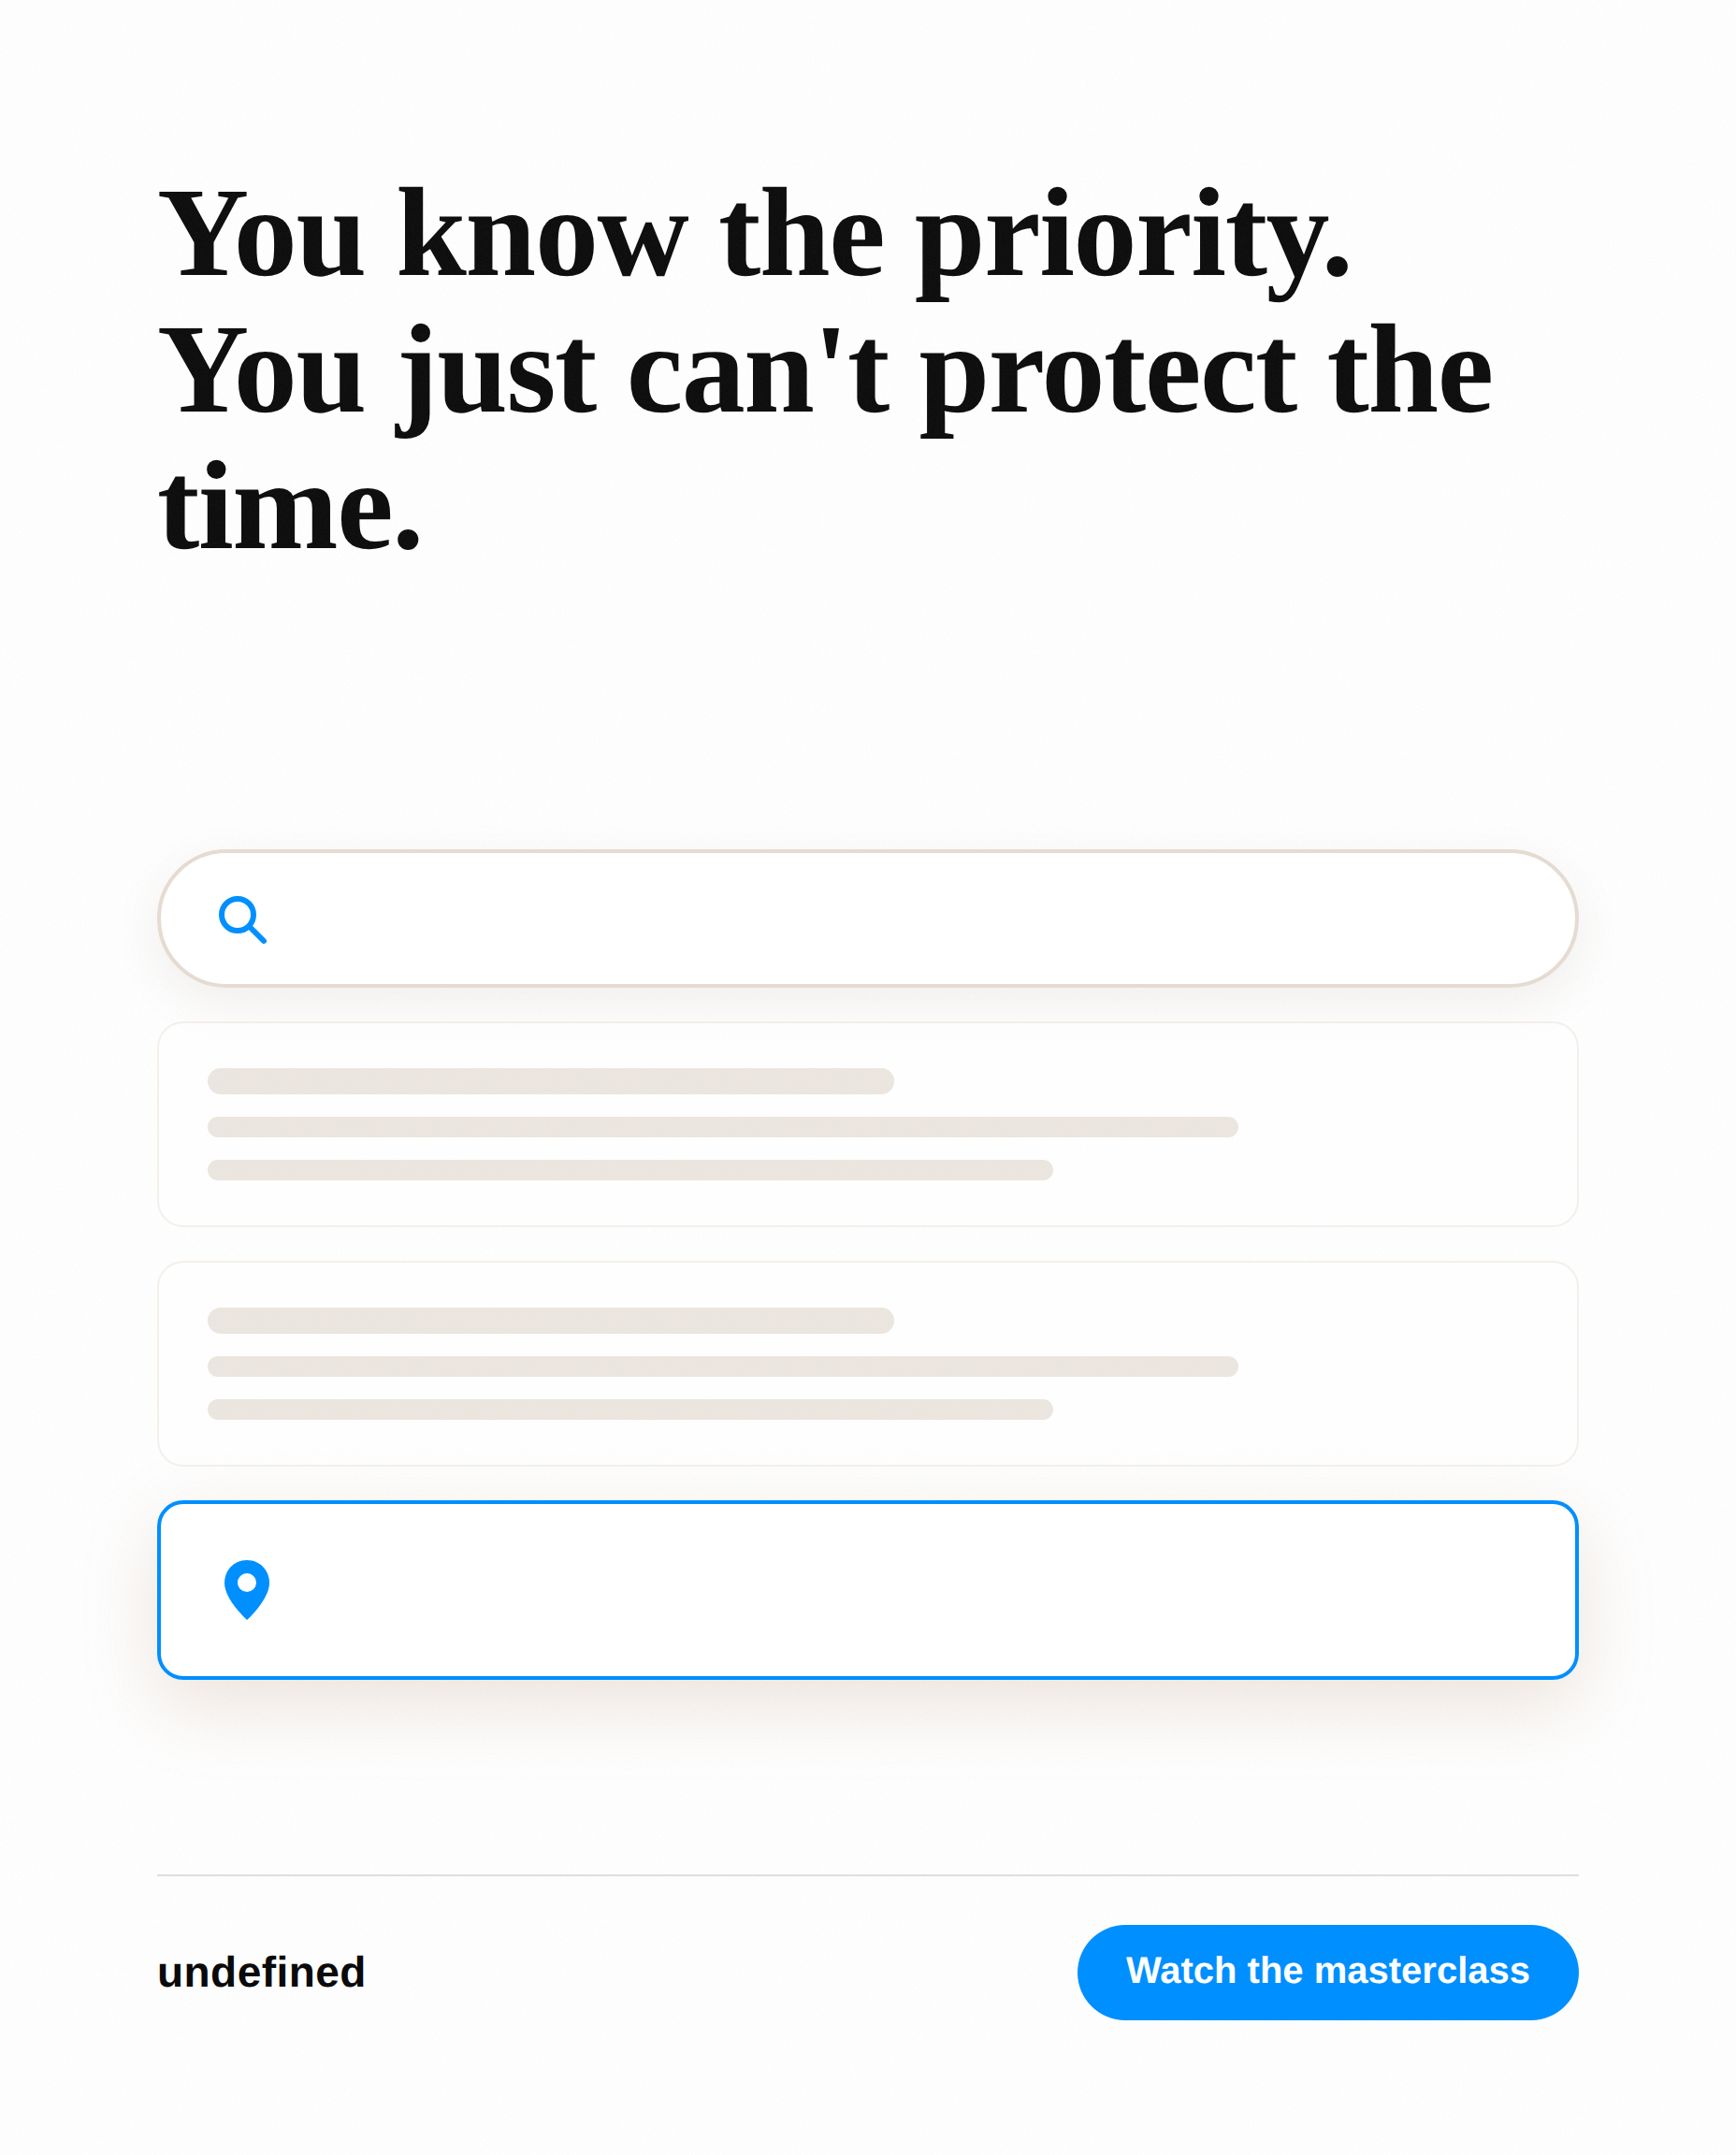 You know the priority.
You just can't protect the
time.
undefined
Watch the masterclass